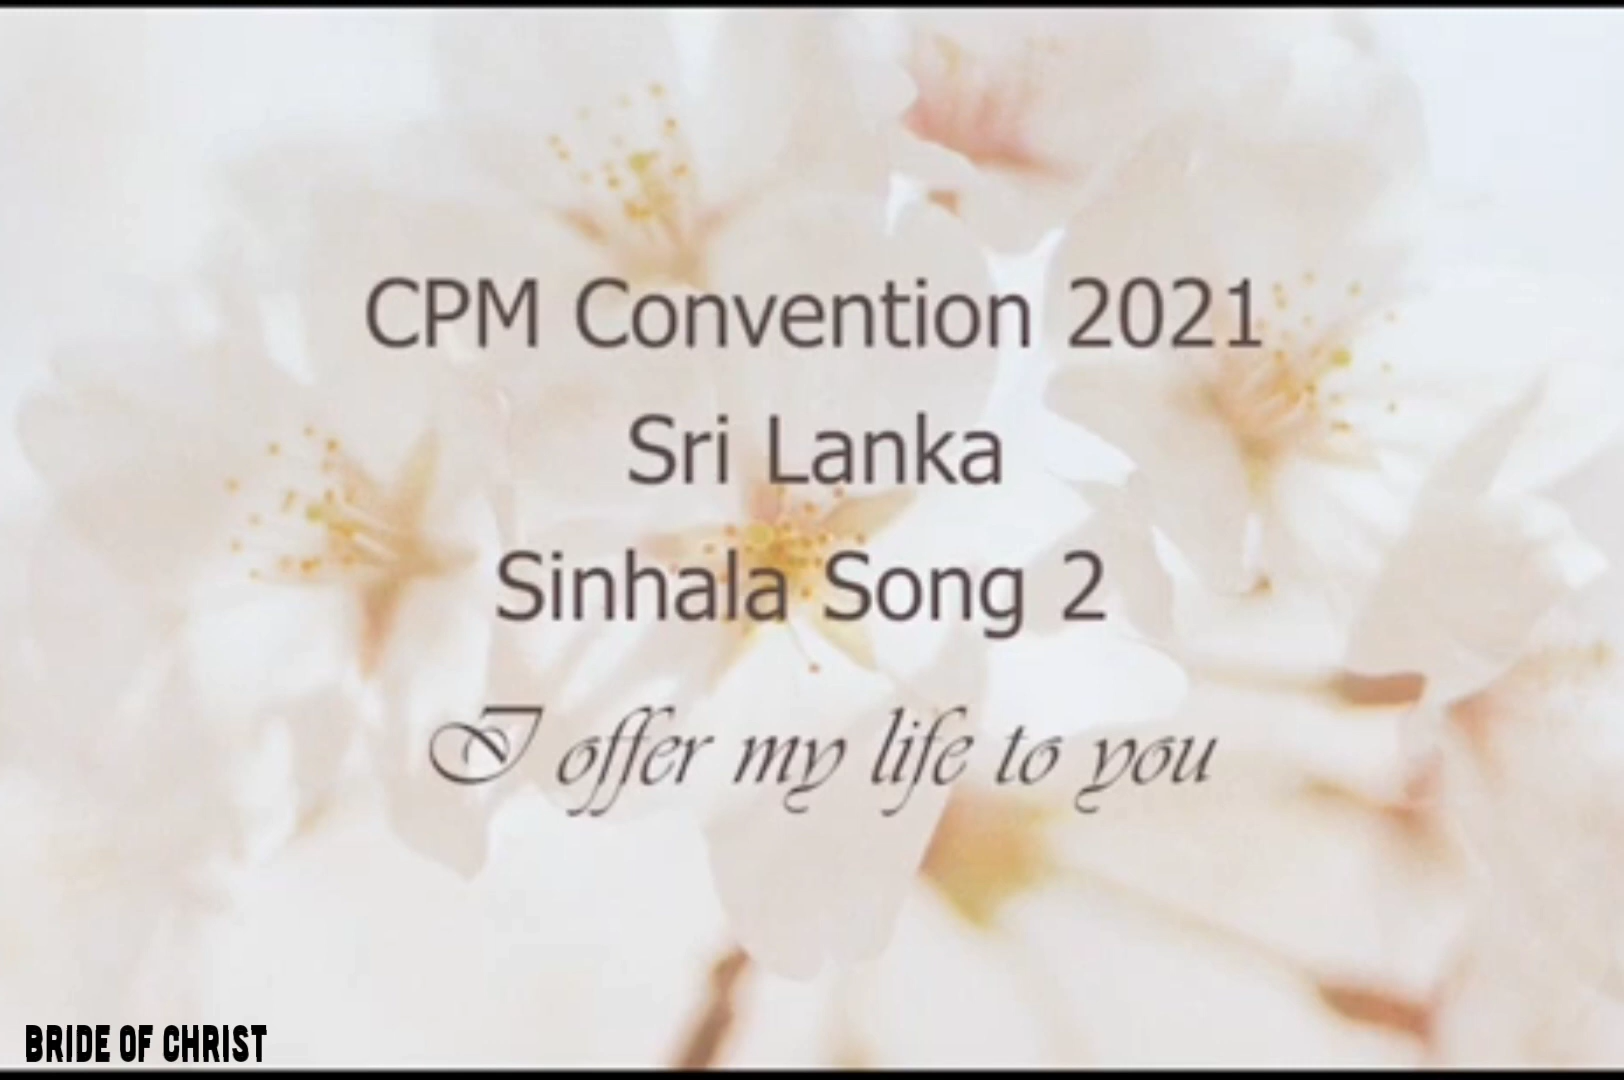 CPM Convention 2021
Sri Lanka
Sinhala Song 2
I offer my life to you
BRIDE OF CHRIST